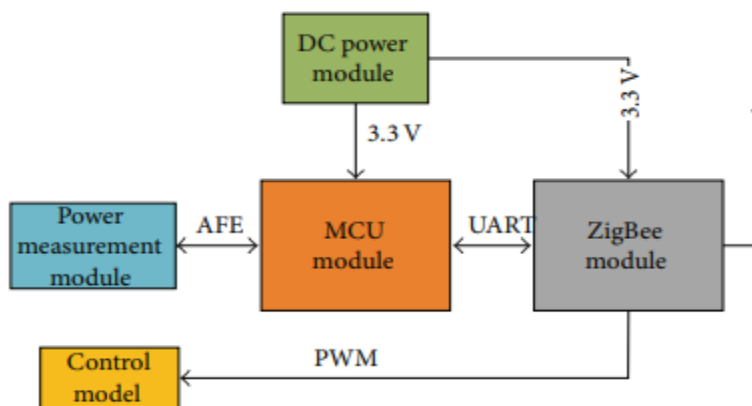 DC power
module
3.3 V
3.3 V
Power
measurement
module
AFE
MCU
module
UART
ZigBee
module
PWM
Control
model